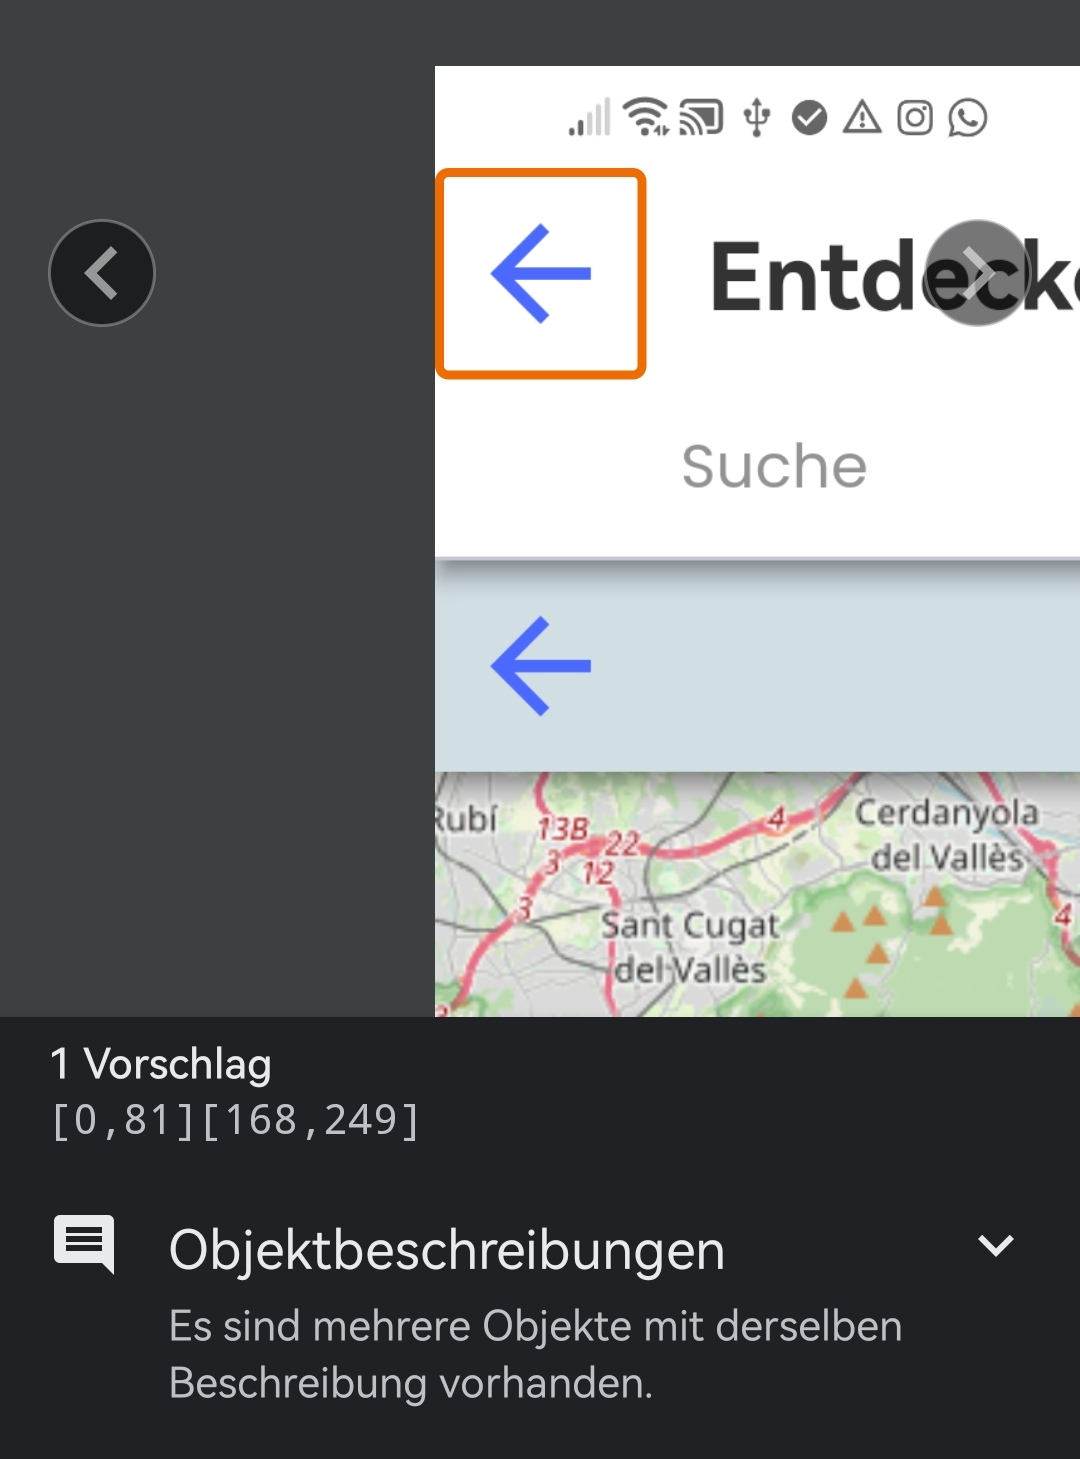 Entdeck
Suche
Rubí
13B
22
4
Cerdanyola
del Vallès
3
12
3
4
Sant Cugat
del Vallès
1 Vorschlag
[0,81][168,249]
Objektbeschreibungen
Es sind mehrere Objekte mit derselben
Beschreibung vorhanden.